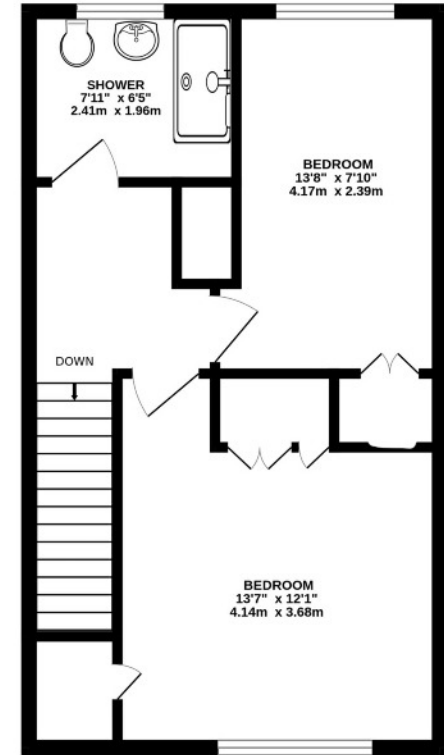 SHOWER
7'11" x 6'5"
2.41m x 1.96m
BEDROOM
13'8" x 7'10"
4.17m x 2.39m
DOWN
BEDROOM
13'7" x 12'1"
4.14m x 3.68m